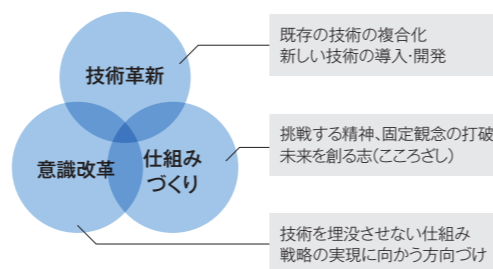 技術革新
意識改革
仕組み
づくり
既存の技術の複合化
新しい技術の導入・開発
挑戦する精神、固定観念の打破
未来を創る志(こころざし)
技術を埋没させない仕組み
戦略の実現に向かう方向づけ